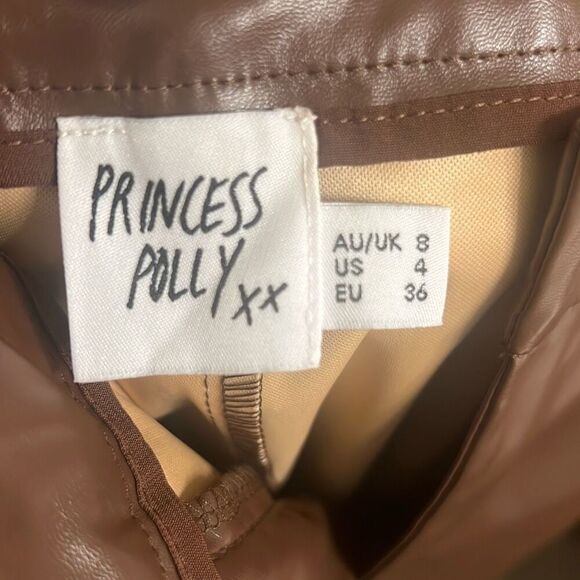 PRINCESS
POLLY xx
AU/UK 8
US 4
EU 36